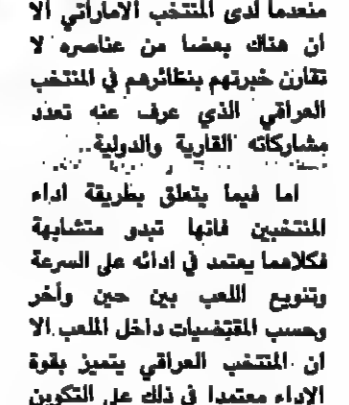 منعدما لدى المنتخب الاماراتي الا
ان هناك بعضا من عناصره لا
تقارن خبرتهم بنظائرهم في المنتخب
العراقي الذي عرف عنه تعدد
مشاركاته القارية والدولية..
اما فيما يتعلق بطريقة اداء
المنتخبين فانها تبدو متشابهة
فكلاهما يعتمد في ادائه على السرعة
وتنويع اللعب بين حين وأخر
وحسب المقتضيات داخل الملعب الا
ان المنتخب العراقي يتميز بقوة
الاداء معتمدا في ذلك على التكوين